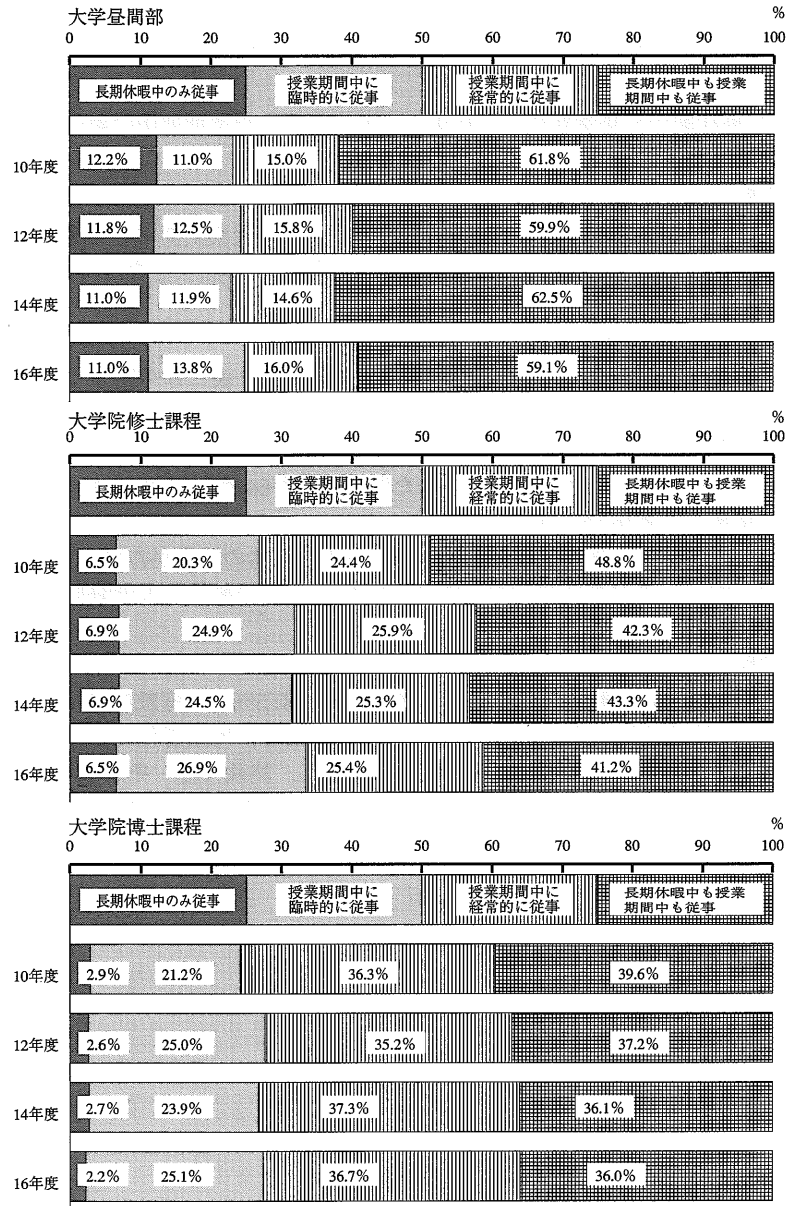 大学昼間部
%
0 10 20 30 40 50 60 70 80 90 100
長期休暇中のみ従事
授業期間中に
臨時的に従事
授業期間中に
経常的に従事
長期休暇中も授業
期間中も従事
10年度 12.2% 11.0% 15.0% 61.8%
12年度 11.8% 12.5% 15.8% 59.9%
14年度 11.0% 11.9% 14.6% 62.5%
16年度 11.0% 13.8% 16.0% 59.1%
大学院修士課程
%
0 10 20 30 40 50 60 70 80 90 100
長期休暇中のみ従事
授業期間中に
臨時的に従事
授業期間中に
経常的に従事
長期休暇中も授業
期間中も従事
10年度 6.5% 20.3% 24.4% 48.8%
12年度 6.9% 24.9% 25.9% 42.3%
14年度 6.9% 24.5% 25.3% 43.3%
16年度 6.5% 26.9% 25.4% 41.2%
大学院博士課程
%
0 10 20 30 40 50 60 70 80 90 100
長期休暇中のみ従事
授業期間中に
臨時的に従事
授業期間中に
経常的に従事
長期休暇中も授業
期間中も従事
10年度 2.9% 21.2% 36.3% 39.6%
12年度 2.6% 25.0% 35.2% 37.2%
14年度 2.7% 23.9% 37.3% 36.1%
16年度 2.2% 25.1% 36.7% 36.0%